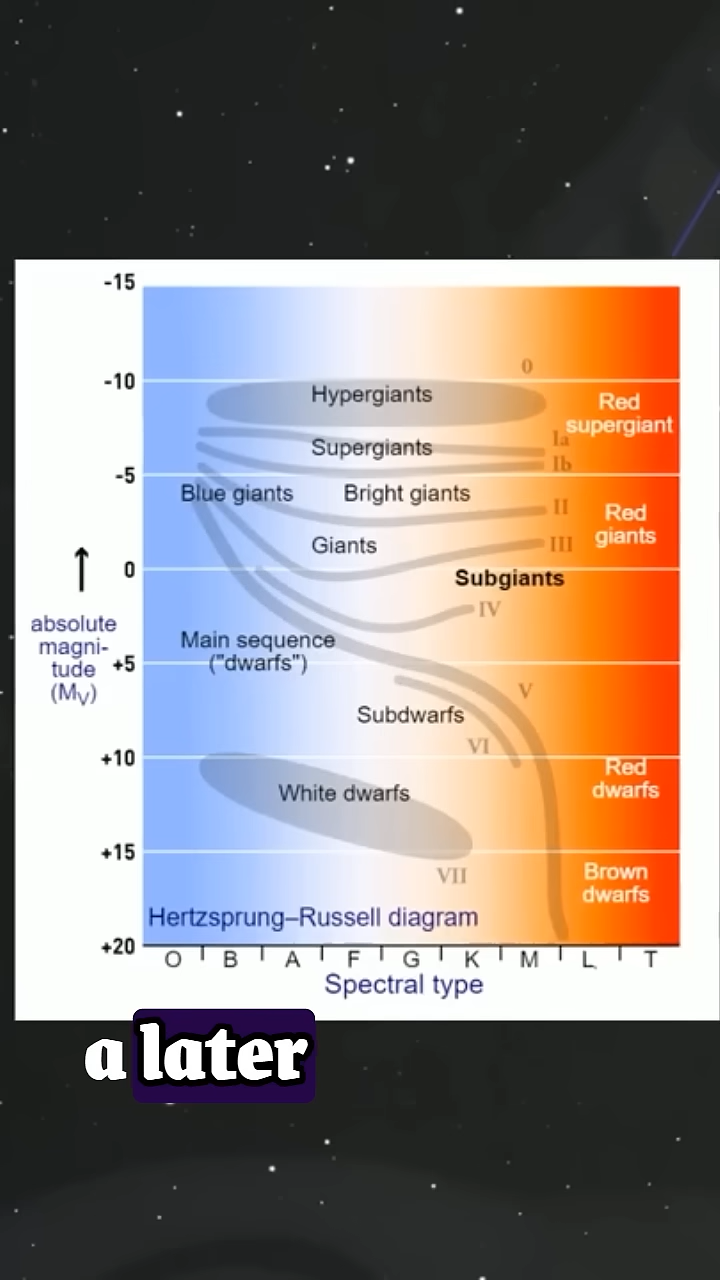 -15
0
-10
Hypergiants
Red
supergiant
Ia
Supergiants
Ib
-5
Blue giants
Bright giants
II
Red
giants
Giants
III
0
Subgiants
IV
absolute
magni-
tude
(MV)
Main sequence
("dwarfs")
+5
V
Subdwarfs
VI
+10
Red
dwarfs
White dwarfs
+15
VII
Brown
dwarfs
Hertzsprung–Russell diagram
+20
O B A F G K M L T
Spectral type
a later